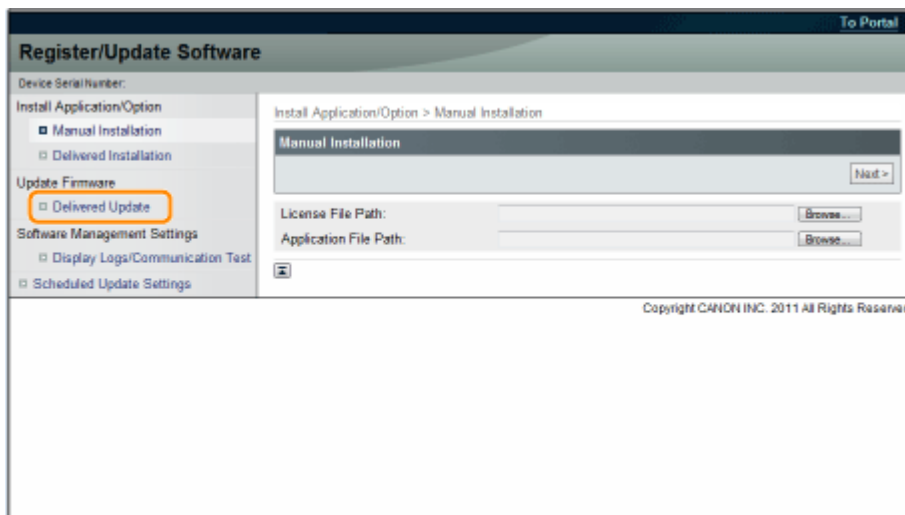 To Portal
Register/Update Software
Device Serial Number:
Install Application/Option
Manual Installation
Delivered Installation
Update Firmware
Delivered Update
Software Management Settings
Display Logs/Communication Test
Scheduled Update Settings
Install Application/Option > Manual Installation
Manual Installation
Next >
License File Path:
Browse...
Application File Path:
Browse...
Copyright CANON INC. 2011 All Rights Reserve